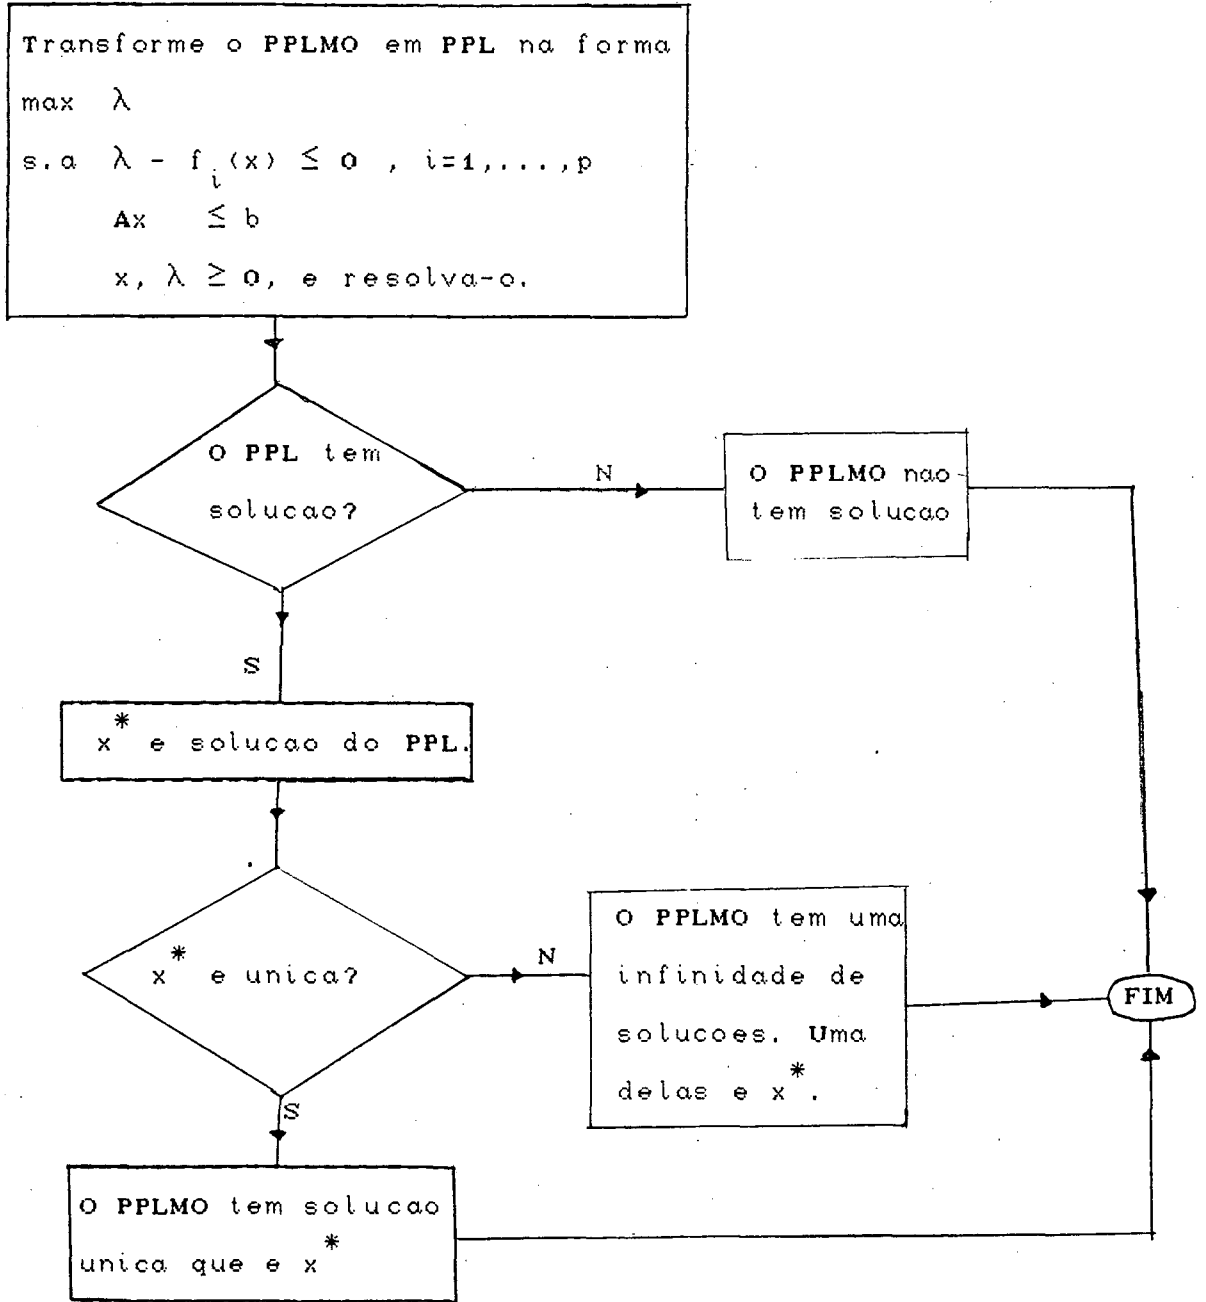 Transforme o PPLMO em PPL na forma
max λ
s.a λ - f_i(x) ≤ 0 , i=1,...,p
Ax ≤ b
x, λ ≥ 0, e resolva-o.
O PPL tem
solucao?
N
O PPLMO nao
tem solucao
S
x* e solucao do PPL.
x* e unica?
N
O PPLMO tem uma
infinidade de
solucoes. Uma
delas e x*.
FIM
S
O PPLMO tem solucao
unica que e x*